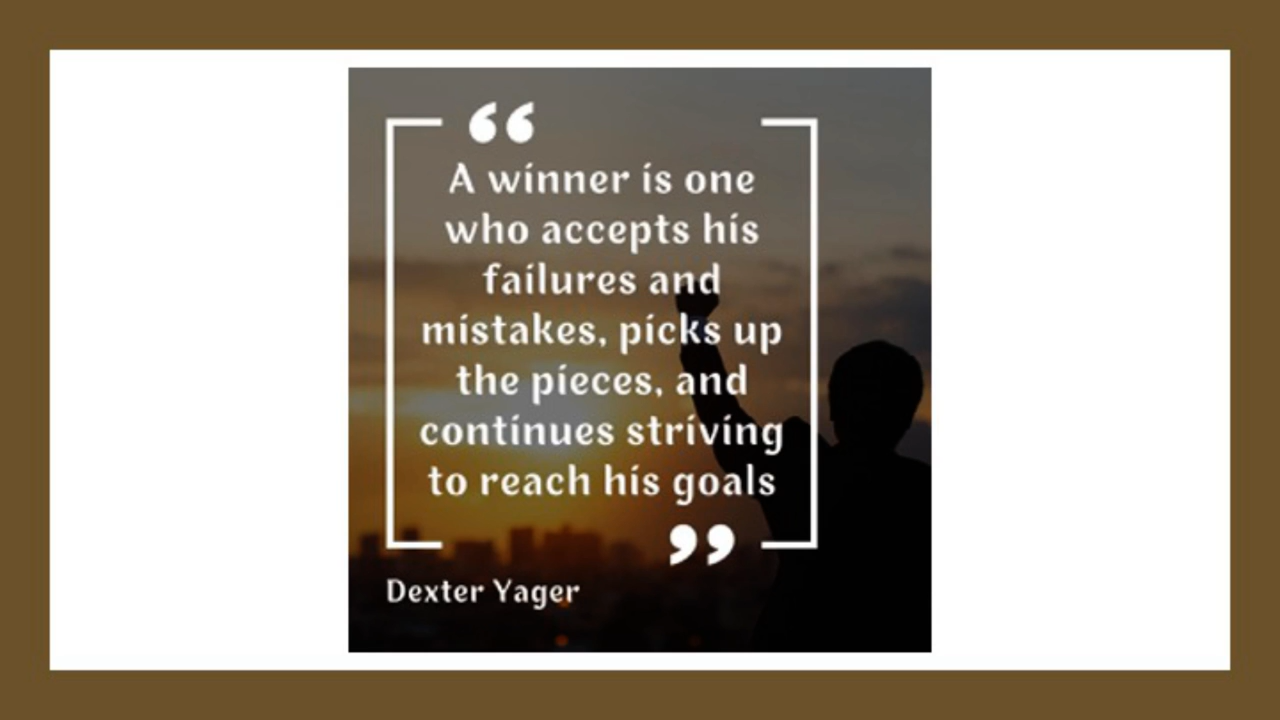 “
A winner is one
who accepts his
failures and
mistakes, picks up
the pieces, and
continues striving
to reach his goals
”
Dexter Yager